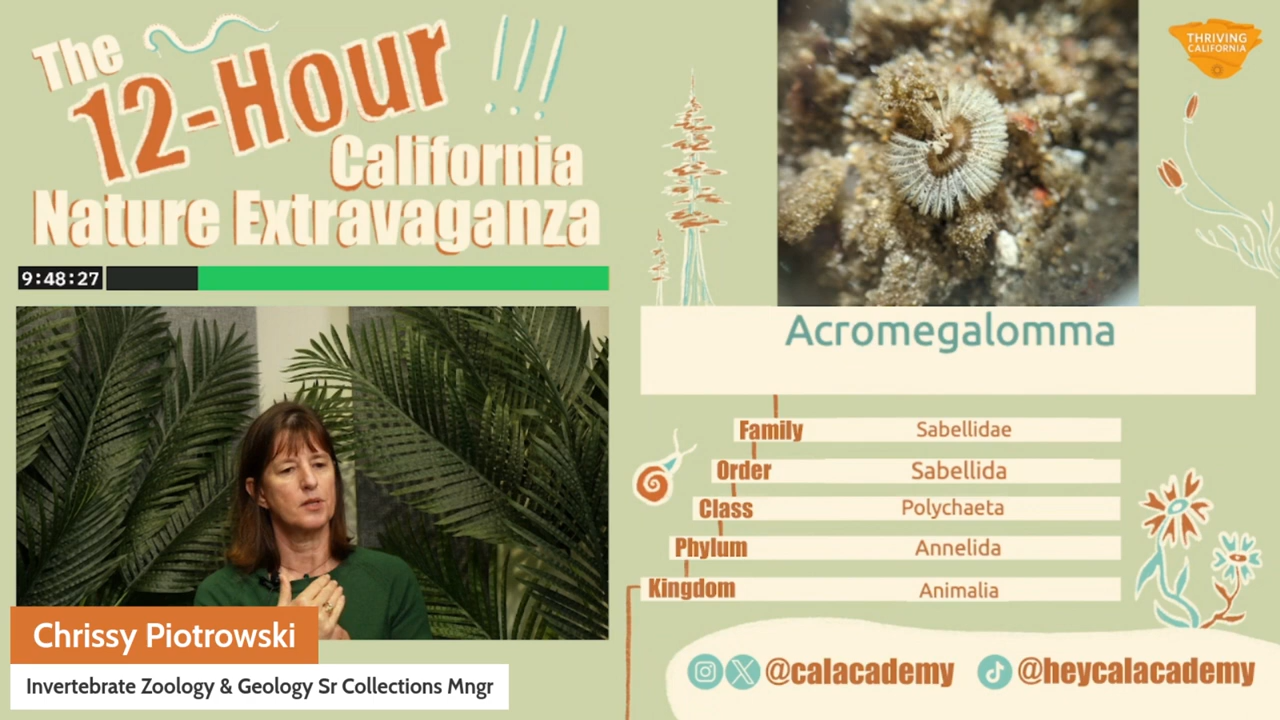 The
12-Hour
!!!
California
Nature Extravaganza
9:48:27
Chrissy Piotrowski
Invertebrate Zoology & Geology Sr Collections Mngr
THRIVING
CALIFORNIA
Acromegalomma
Family Sabellidae
Order Sabellida
Class Polychaeta
Phylum Annelida
Kingdom Animalia
@calacademy @heycalacademy